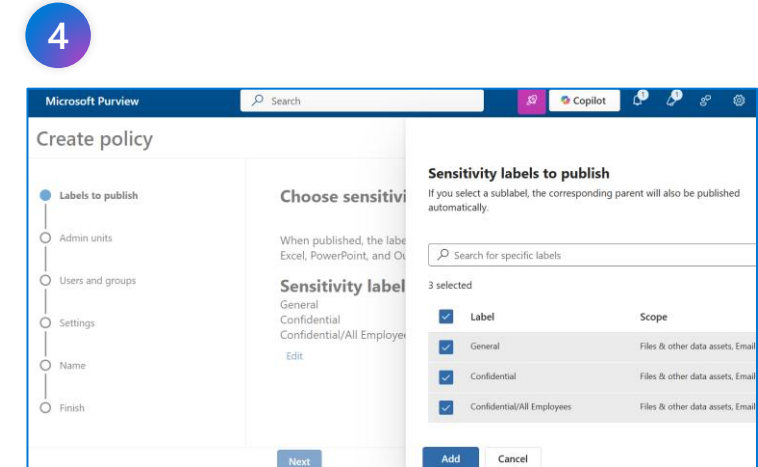 4
Microsoft Purview
Search
Copilot
1
1
Create policy
Labels to publish
Admin units
Users and groups
Settings
Name
Finish
Choose sensitivi
When published, the labe
Excel, PowerPoint, and Ou
Sensitivity label
General
Confidential
Confidential/All Employee
Edit
Next
Sensitivity labels to publish
If you select a sublabel, the corresponding parent will also be published
automatically.
Search for specific labels
3 selected
Label Scope
General Files & other data assets, Email
Confidential Files & other data assets, Email
Confidential/All Employees Files & other data assets, Email
Add Cancel